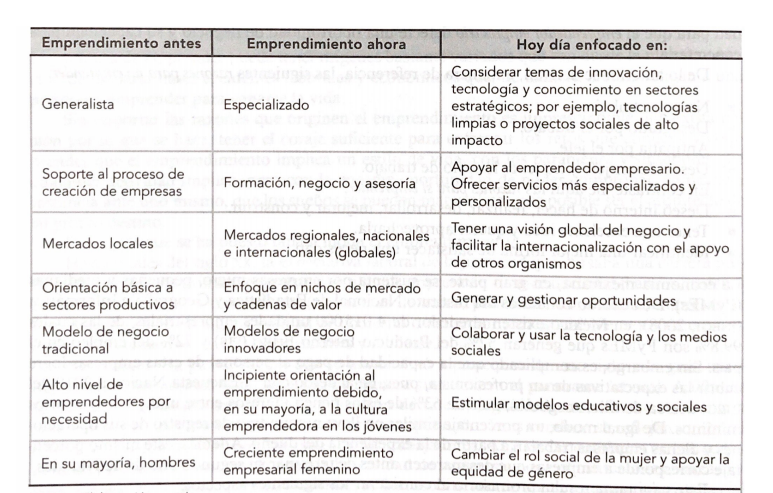 Emprendimiento antes
Emprendimiento ahora
Hoy día enfocado en:
Generalista
Especializado
Considerar temas de innovación,
tecnología y conocimiento en sectores
estratégicos; por ejemplo, tecnologías
limpias o proyectos sociales de alto
impacto
Soporte al proceso de
creación de empresas
Formación, negocio y asesoría
Apoyar al emprendedor empresario.
Ofrecer servicios más especializados y
personalizados
Mercados locales
Mercados regionales, nacionales
e internacionales (globales)
Tener una visión global del negocio y
facilitar la internacionalización con el apoyo
de otros organismos
Orientación básica a
sectores productivos
Enfoque en nichos de mercado
y cadenas de valor
Generar y gestionar oportunidades
Modelo de negocio
tradicional
Modelos de negocio
innovadores
Colaborar y usar la tecnología y los medios
sociales
Alto nivel de
emprendedores por
necesidad
Incipiente orientación al
emprendimiento debido,
en su mayoría, a la cultura
emprendedora en los jóvenes
Estimular modelos educativos y sociales
En su mayoría, hombres
Creciente emprendimiento
empresarial femenino
Cambiar el rol social de la mujer y apoyar la
equidad de género